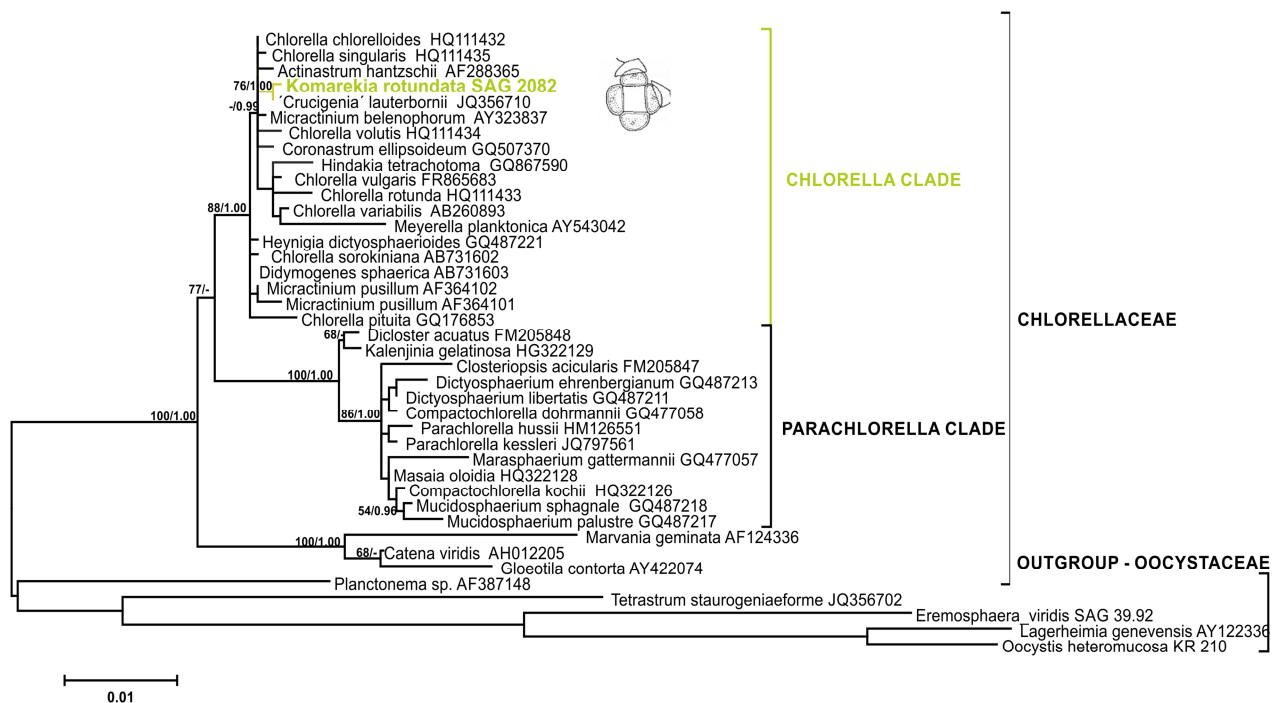 Chlorella chlorelloides HQ111432
Chlorella singularis HQ111435
Actinastrum hantzschii AF288365
76/1.00
Komarekia rotundata SAG 2082
-/0.99
´Crucigenia´ lauterbornii JQ356710
Micractinium belenophorum AY323837
Chlorella volutis HQ111434
Coronastrum ellipsoideum GQ507370
Hindakia tetrachotoma GQ867590
Chlorella vulgaris FR865683
CHLORELLA CLADE
Chlorella rotunda HQ111433
88/1.00
Chlorella variabilis AB260893
Meyerella planktonica AY543042
Heynigia dictyosphaerioides GQ487221
Chlorella sorokiniana AB731602
Didymogenes sphaerica AB731603
77/-
Micractinium pusillum AF364102
Micractinium pusillum AF364101
Chlorella pituita GQ176853
CHLORELLACEAE
68/-
Dicloster acuatus FM205848
Kalenjinia gelatinosa HG322129
Closteriopsis acicularis FM205847
100/1.00
Dictyosphaerium ehrenbergianum GQ487213
Dictyosphaerium libertatis GQ487211
100/1.00
86/1.00
Compactochlorella dohrmannii GQ477058
Parachlorella hussii HM126551
PARACHLORELLA CLADE
Parachlorella kessleri JQ797561
Marasphaerium gattermannii GQ477057
Masaia oloidia HQ322128
Compactochlorella kochii HQ322126
54/0.96
Mucidosphaerium sphagnale GQ487218
Mucidosphaerium palustre GQ487217
100/1.00
Marvania geminata AF124336
68/-
Catena viridis AH012205
OUTGROUP - OOCYSTACEAE
Gloeotila contorta AY422074
Planctonema sp. AF387148
Tetrastrum staurogeniaeforme JQ356702
Eremosphaera viridis SAG 39.92
Lagerheimia genevensis AY122336
Oocystis heteromucosa KR 210
0.01